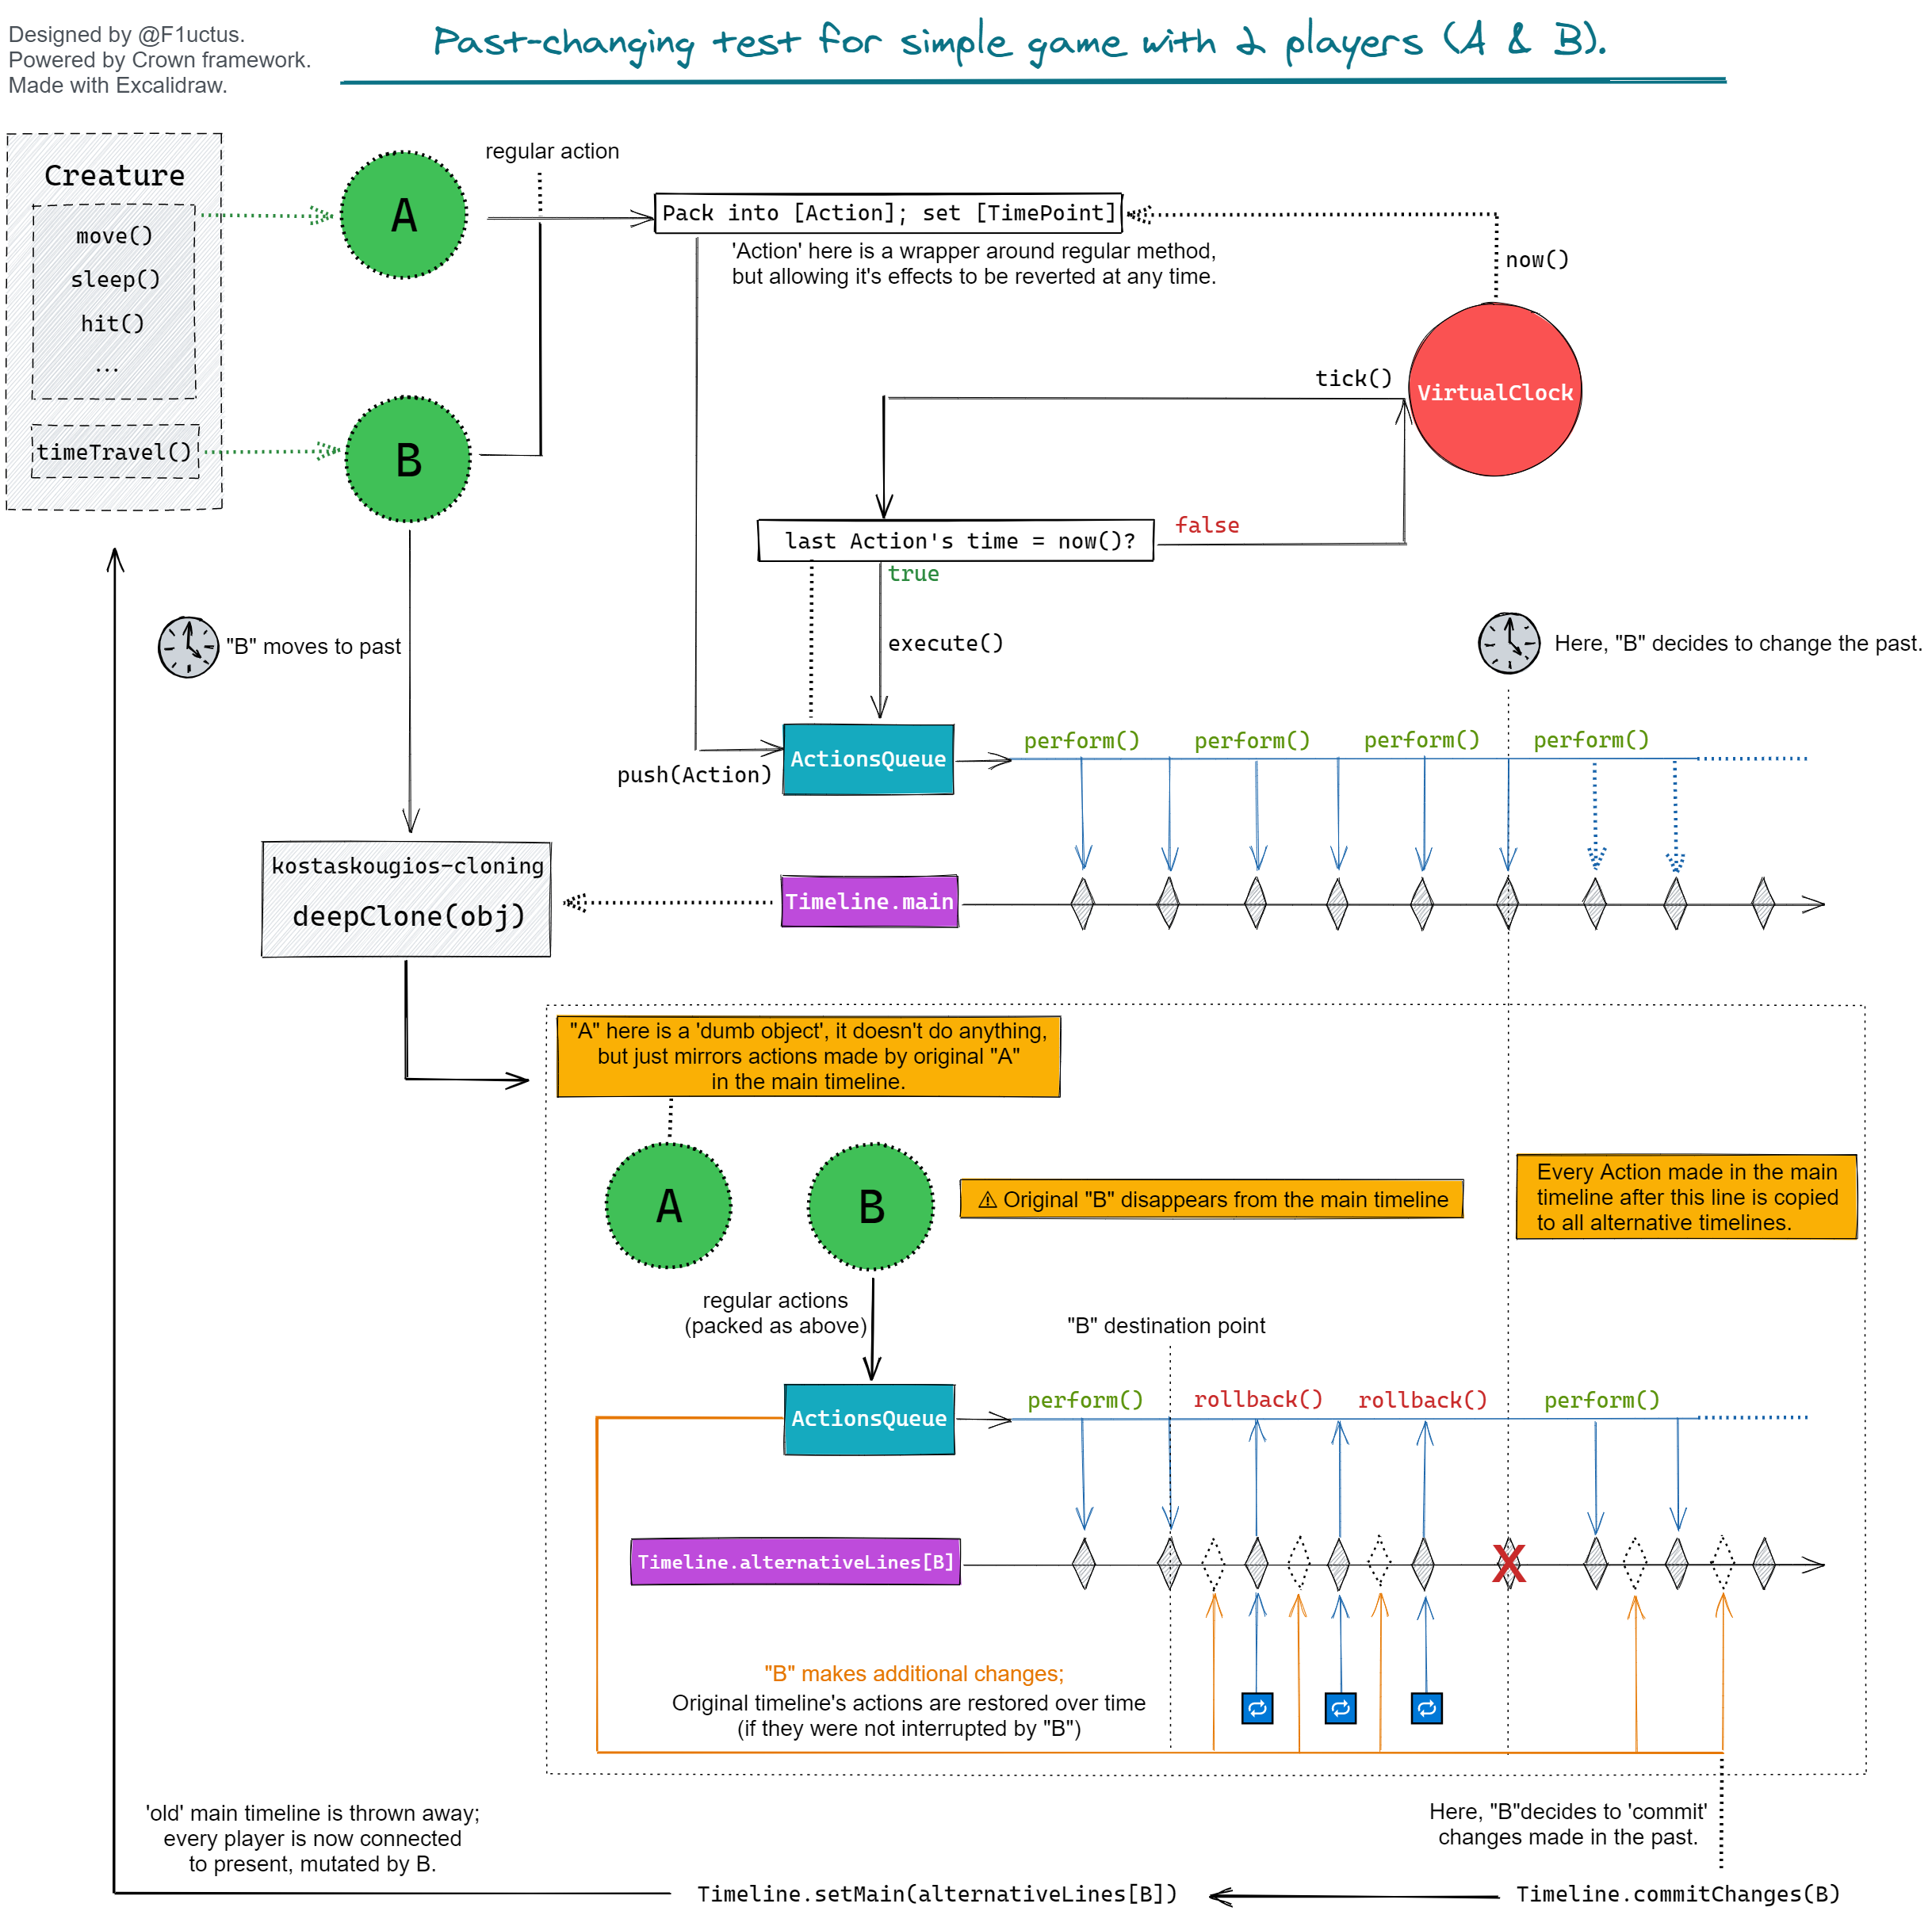 Designed by @F1uctus.
Powered by Crown framework.
Made with Excalidraw.
Past-changing test for simple game with 2 players (A & B).
Creature
move()
sleep()
hit()
...
timeTravel()
A
B
regular action
Pack into [Action]; set [TimePoint]
'Action' here is a wrapper around regular method,
but allowing it's effects to be reverted at any time.
now()
tick()
VirtualClock
last Action's time = now()?
false
true
execute()
"B" moves to past
Here, "B" decides to change the past.
push(Action)
ActionsQueue
perform()
perform()
perform()
perform()
kostaskougios-cloning
deepClone(obj)
Timeline.main
"A" here is a 'dumb object', it doesn't do anything,
but just mirrors actions made by original "A"
in the main timeline.
A
B
⚠ Original "B" disappears from the main timeline
Every Action made in the main
timeline after this line is copied
to all alternative timelines.
regular actions
(packed as above)
"B" destination point
ActionsQueue
perform()
rollback()
rollback()
perform()
Timeline.alternativeLines[B]
X
"B" makes additional changes;
Original timeline's actions are restored over time
(if they were not interrupted by "B")
'old' main timeline is thrown away;
every player is now connected
to present, mutated by B.
Here, "B"decides to 'commit'
changes made in the past.
Timeline.setMain(alternativeLines[B])
Timeline.commitChanges(B)